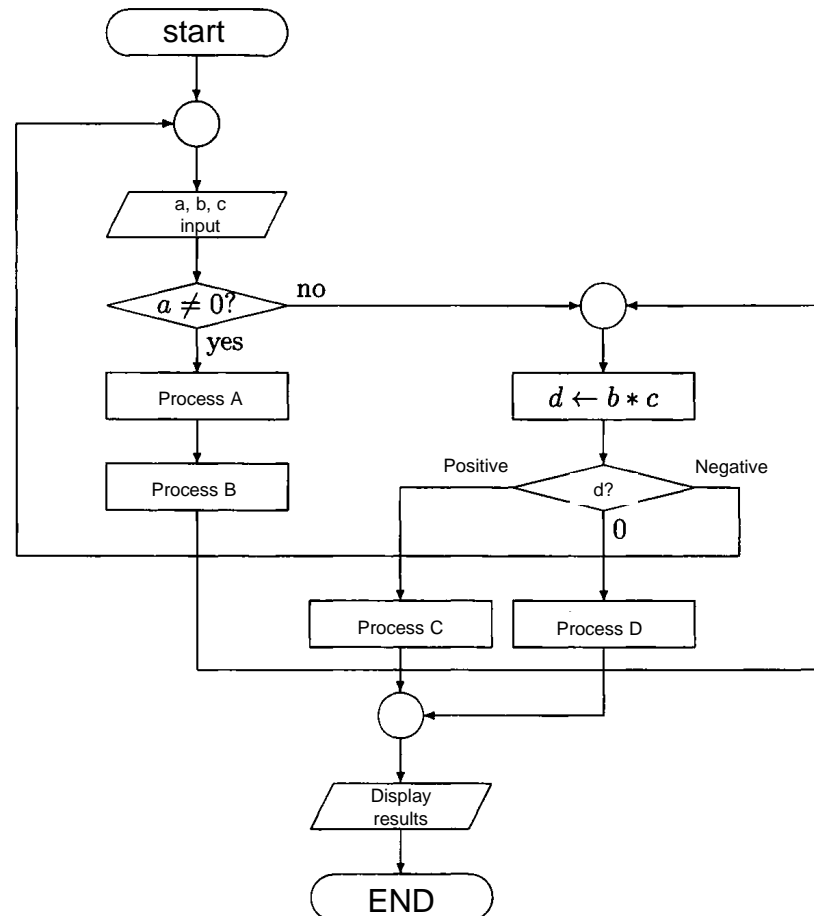 start
a, b, c
input
a ≠ 0?
no
yes
Process A
d ← b * c
Positive
Negative
Process B
d?
0
Process C
Process D
Display
results
END